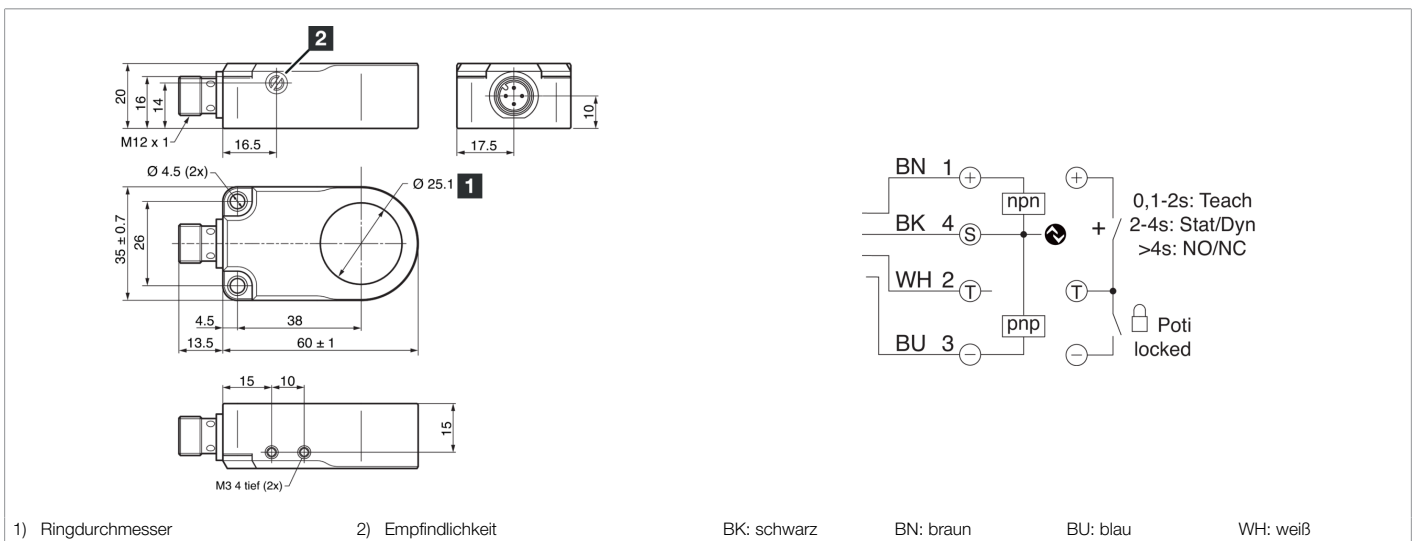 2
20
16
14
M12 x 1
16.5
17.5
10
Ø 4.5 (2x)
Ø 25.1 1
35 ± 0.7
26
4.5
38
13.5
60 ± 1
15
10
15
M3 4 tief (2x)
BN 1 +
npn
BK 4 S
WH 2 T
pnp
BU 3 −
+
+
0,1-2s: Teach
2-4s: Stat/Dyn
>4s: NO/NC
T
Poti
locked
−
1) Ringdurchmesser 2) Empfindlichkeit BK: schwarz BN: braun BU: blau WH: weiß